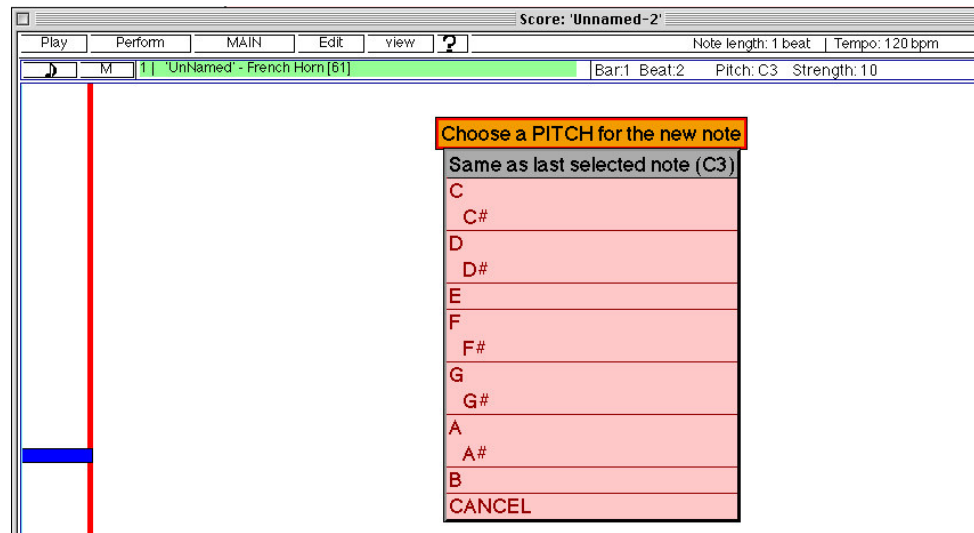 Score: 'Unnamed-2'
Play Perform MAIN Edit view ? Note length: 1 beat | Tempo: 120 bpm
M 1 | 'UnNamed' - French Horn [61] Bar:1 Beat:2 Pitch: C3 Strength: 10
Choose a PITCH for the new note
Same as last selected note (C3)
C
C#
D
D#
E
F
F#
G
G#
A
A#
B
CANCEL